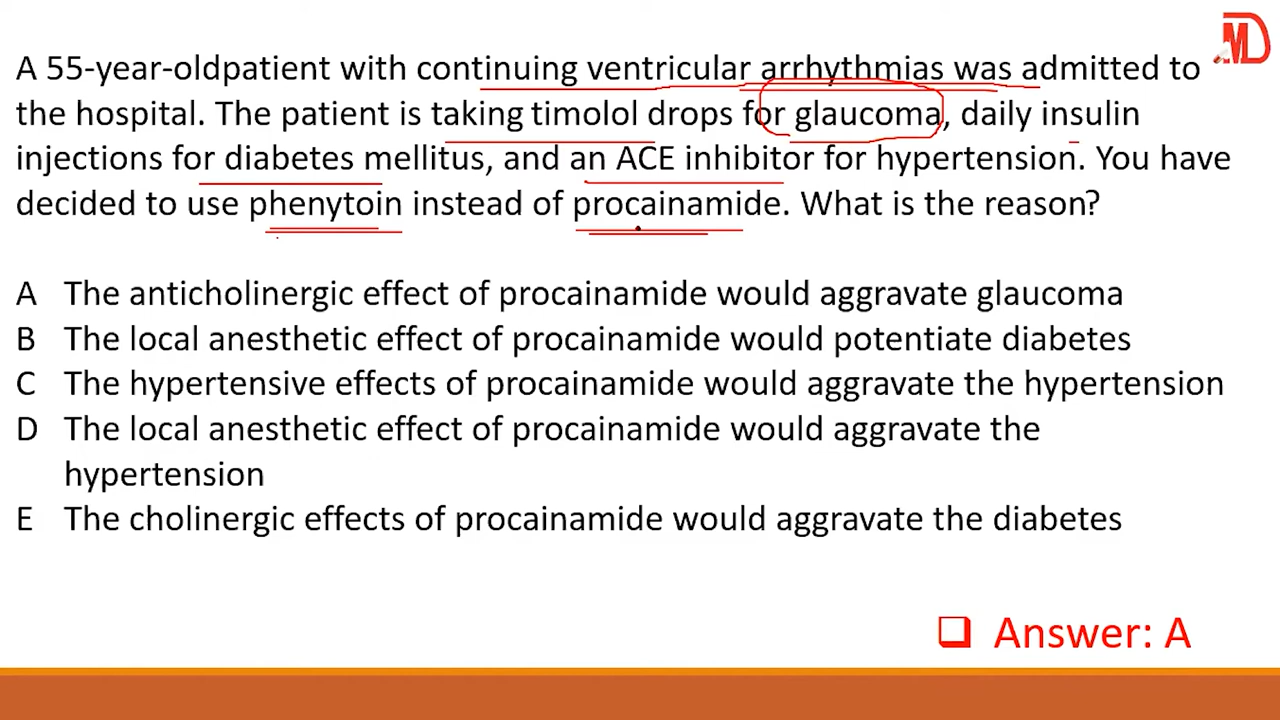 MD
A 55-year-oldpatient with continuing ventricular arrhythmias was admitted to
the hospital. The patient is taking timolol drops for glaucoma, daily insulin
injections for diabetes mellitus, and an ACE inhibitor for hypertension. You have
decided to use phenytoin instead of procainamide. What is the reason?
A The anticholinergic effect of procainamide would aggravate glaucoma
B The local anesthetic effect of procainamide would potentiate diabetes
C The hypertensive effects of procainamide would aggravate the hypertension
D The local anesthetic effect of procainamide would aggravate the
hypertension
E The cholinergic effects of procainamide would aggravate the diabetes
❑ Answer: A